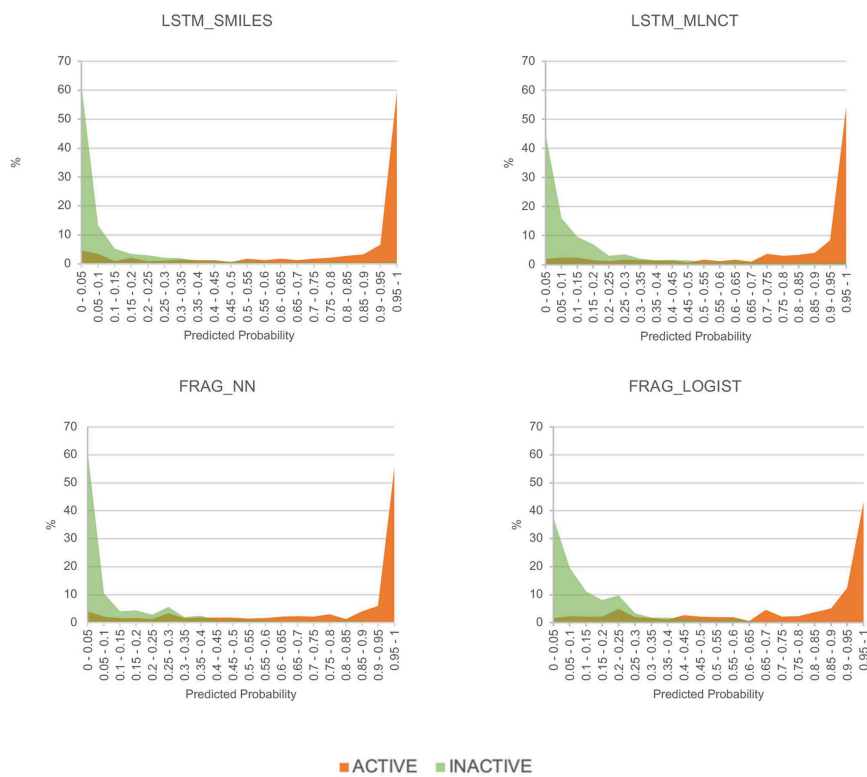 LSTM_SMILES
70
60
50
40
30
20
10
0
%
0 - 0.05
0.05 - 0.1
0.1 - 0.15
0.15 - 0.2
0.2 - 0.25
0.25 - 0.3
0.3 - 0.35
0.35 - 0.4
0.4 - 0.45
0.45 - 0.5
0.5 - 0.55
0.55 - 0.6
0.6 - 0.65
0.65 - 0.7
0.7 - 0.75
0.75 - 0.8
0.8 - 0.85
0.85 - 0.9
0.9 - 0.95
0.95 - 1
Predicted Probability
LSTM_MLNCT
70
60
50
40
30
20
10
0
%
0 - 0.05
0.05 - 0.1
0.1 - 0.15
0.15 - 0.2
0.2 - 0.25
0.25 - 0.3
0.3 - 0.35
0.35 - 0.4
0.4 - 0.45
0.45 - 0.5
0.5 - 0.55
0.55 - 0.6
0.6 - 0.65
0.65 - 0.7
0.7 - 0.75
0.75 - 0.8
0.8 - 0.85
0.85 - 0.9
0.9 - 0.95
0.95 - 1
Predicted Probability
FRAG_NN
70
60
50
40
30
20
10
0
%
0 - 0.05
0.05 - 0.1
0.1 - 0.15
0.15 - 0.2
0.2 - 0.25
0.25 - 0.3
0.3 - 0.35
0.35 - 0.4
0.4 - 0.45
0.45 - 0.5
0.5 - 0.55
0.55 - 0.6
0.6 - 0.65
0.65 - 0.7
0.7 - 0.75
0.75 - 0.8
0.8 - 0.85
0.85 - 0.9
0.9 - 0.95
0.95 - 1
Predicted Probability
FRAG_LOGIST
70
60
50
40
30
20
10
0
%
0 - 0.05
0.05 - 0.1
0.1 - 0.15
0.15 - 0.2
0.2 - 0.25
0.25 - 0.3
0.3 - 0.35
0.35 - 0.4
0.4 - 0.45
0.45 - 0.5
0.5 - 0.55
0.55 - 0.6
0.6 - 0.65
0.65 - 0.7
0.7 - 0.75
0.75 - 0.8
0.8 - 0.85
0.85 - 0.9
0.9 - 0.95
0.95 - 1
Predicted Probability
ACTIVE INACTIVE